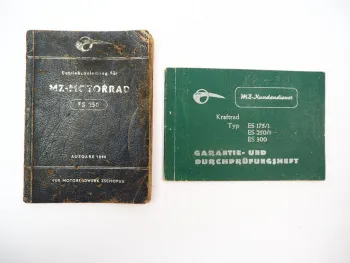 Betriebsanleitung für
MZ-MOTORRAD
ES 250
AUSGABE
VEB MOTORRADWERK ZSCHOPAU
MZ-Kundendienst
Kraftrad
Typ ES 175/1
ES 250/1
ES 300
GARANTIE- UND
DURCHPRÜFUNGSHEFT